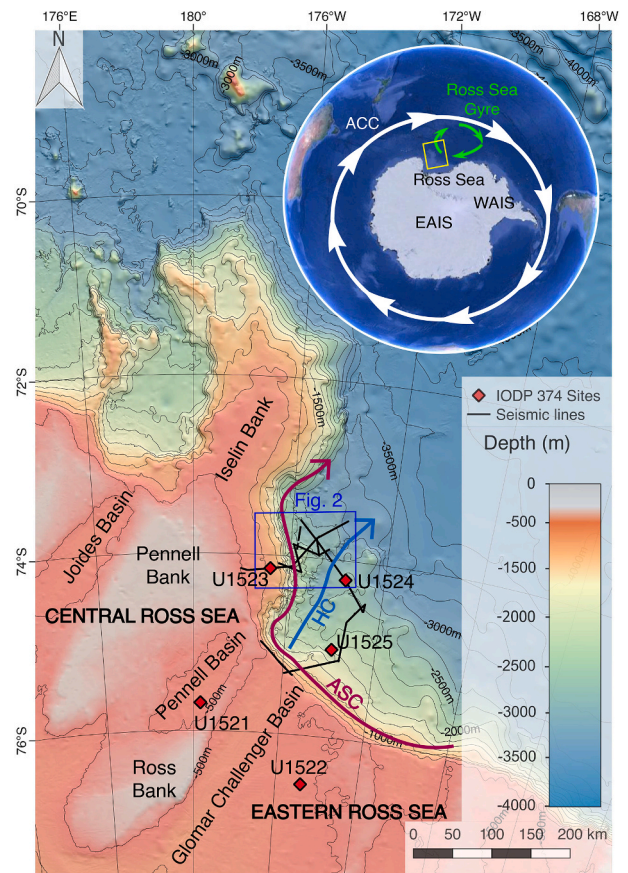 176°E
180°
176°W
172°W
168°W
N
-3000m
-3000m
-3500m
-3500m
-4000m
Ross Sea
Gyre
ACC
Ross Sea
WAIS
EAIS
70°S
72°S
74°S
76°S
IODP 374 Sites
Seismic lines
Depth (m)
0
-500
-1000
-1500
-2000
-2500
-3000
-3500
-4000
-1500m
-3500m
Iselin Bank
Joides Basin
Fig. 2
Pennell
Bank
U1523
U1524
HC
CENTRAL ROSS SEA
-3000m
U1525
Pennell Basin
-2500m
-500m
ASC
U1521
-2000m
-1000m
500m
Glomar Challenger Basin
Ross
Bank
U1522
EASTERN ROSS SEA
0 50 100 150 200 km